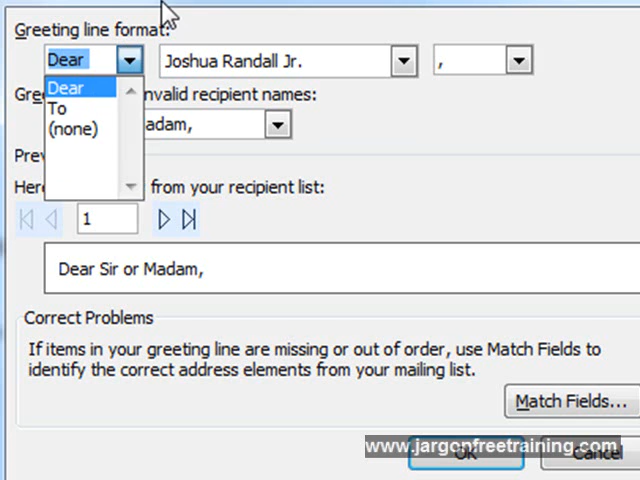 Greeting line format:
Dear Joshua Randall Jr. ,
Dear
To
(none)
Gre nvalid recipient names:
adam,
Prev
Here from your recipient list:
1
Dear Sir or Madam,
Correct Problems
If items in your greeting line are missing or out of order, use Match Fields to
identify the correct address elements from your mailing list.
Match Fields...
www.jargonfreetraining.com
OK Cancel